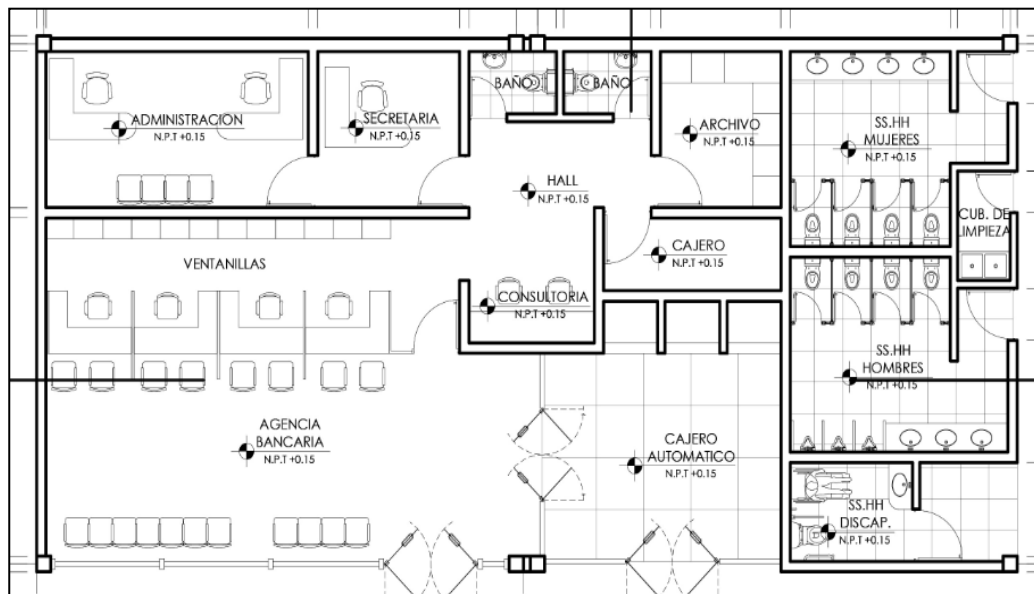 ADMINISTRACIÓN
N.P.T +0.15
SECRETARIA
N.P.T +0.15
BAÑO
BAÑO
ARCHIVO
N.P.T +0.15
SS.HH
MUJERES
N.P.T +0.15
HALL
N.P.T +0.15
CUB. DE
LIMPIEZA
CAJERO
N.P.T +0.15
VENTANILLAS
CONSULTORIA
N.P.T +0.15
SS.HH
HOMBRES
N.P.T +0.15
AGENCIA
BANCARIA
N.P.T +0.15
CAJERO
AUTOMATICO
N.P.T +0.15
SS.HH
DISCAP.
N.P.T +0.15